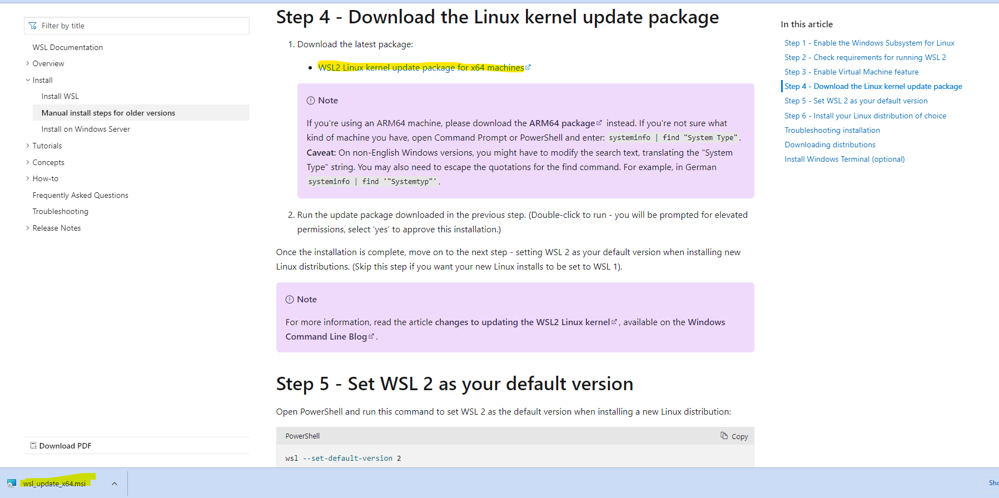 Filter by title
WSL Documentation
Overview
Install
Install WSL
Manual install steps for older versions
Install on Windows Server
Tutorials
Concepts
How-to
Frequently Asked Questions
Troubleshooting
Release Notes
Download PDF
Step 4 - Download the Linux kernel update package
1. Download the latest package:
• WSL2 Linux kernel update package for x64 machines
Note
If you're using an ARM64 machine, please download the ARM64 package instead. If you're not sure what
kind of machine you have, open Command Prompt or PowerShell and enter: systeminfo | find "System Type".
Caveat: On non-English Windows versions, you might have to modify the search text, translating the "System
Type" string. You may also need to escape the quotations for the find command. For example, in German
systeminfo | find '"Systemtyp"'.
2. Run the update package downloaded in the previous step. (Double-click to run - you will be prompted for elevated
permissions, select ‘yes’ to approve this installation.)
Once the installation is complete, move on to the next step - setting WSL 2 as your default version when installing new
Linux distributions. (Skip this step if you want your new Linux installs to be set to WSL 1).
Note
For more information, read the article changes to updating the WSL2 Linux kernel, available on the Windows
Command Line Blog.
Step 5 - Set WSL 2 as your default version
Open PowerShell and run this command to set WSL 2 as the default version when installing a new Linux distribution:
PowerShell
Copy
wsl --set-default-version 2
In this article
Step 1 - Enable the Windows Subsystem for Linux
Step 2 - Check requirements for running WSL 2
Step 3 - Enable Virtual Machine feature
Step 4 - Download the Linux kernel update package
Step 5 - Set WSL 2 as your default version
Step 6 - Install your Linux distribution of choice
Troubleshooting installation
Downloading distributions
Install Windows Terminal (optional)
wsl_update_x64.msi